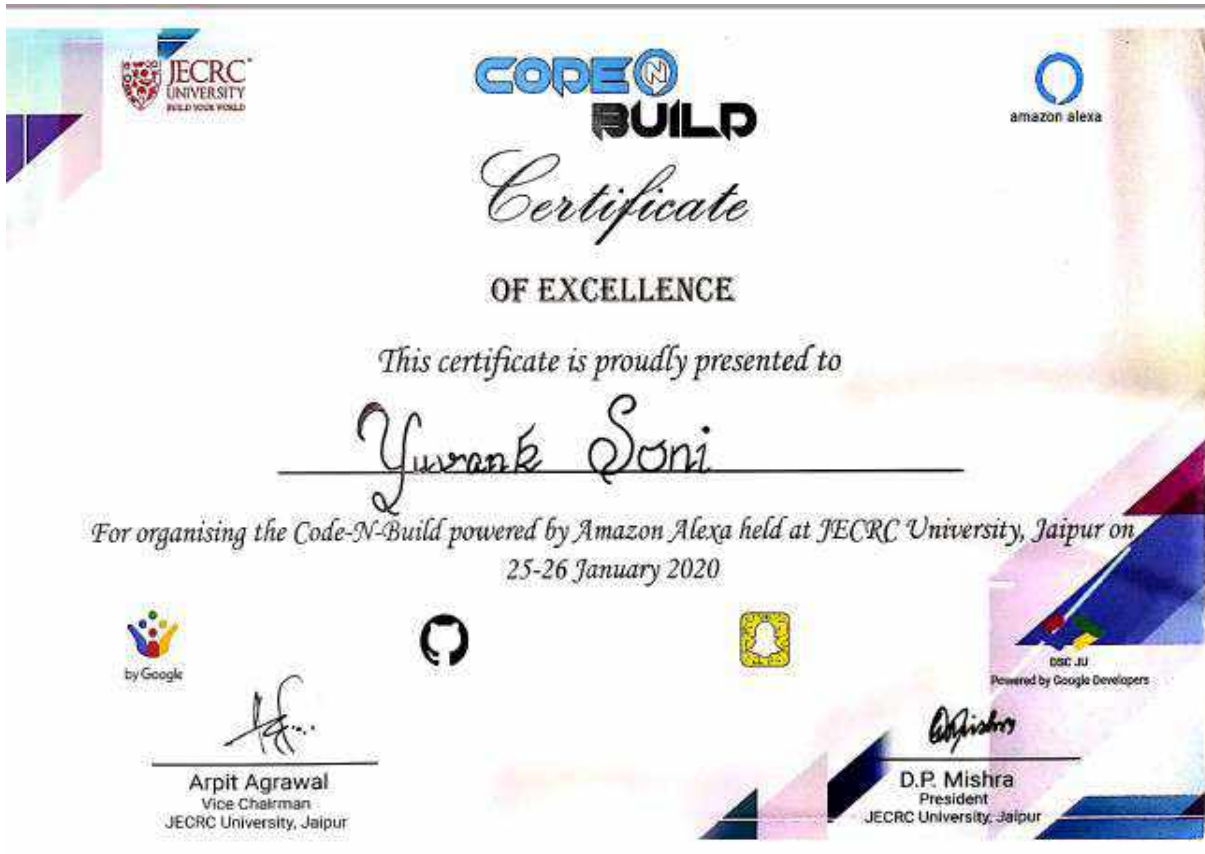 JECRC
UNIVERSITY
BUILD YOUR WORLD
CODE N
BUILD
amazon alexa
Certificate
OF EXCELLENCE
This certificate is proudly presented to
Yuvank Soni
For organising the Code-N-Build powered by Amazon Alexa held at JECRC University, Jaipur on
25-26 January 2020
by Google
DSC JU
Powered by Google Developers
Arpit Agrawal
Vice Chairman
JECRC University, Jaipur
D.P. Mishra
President
JECRC University, Jaipur